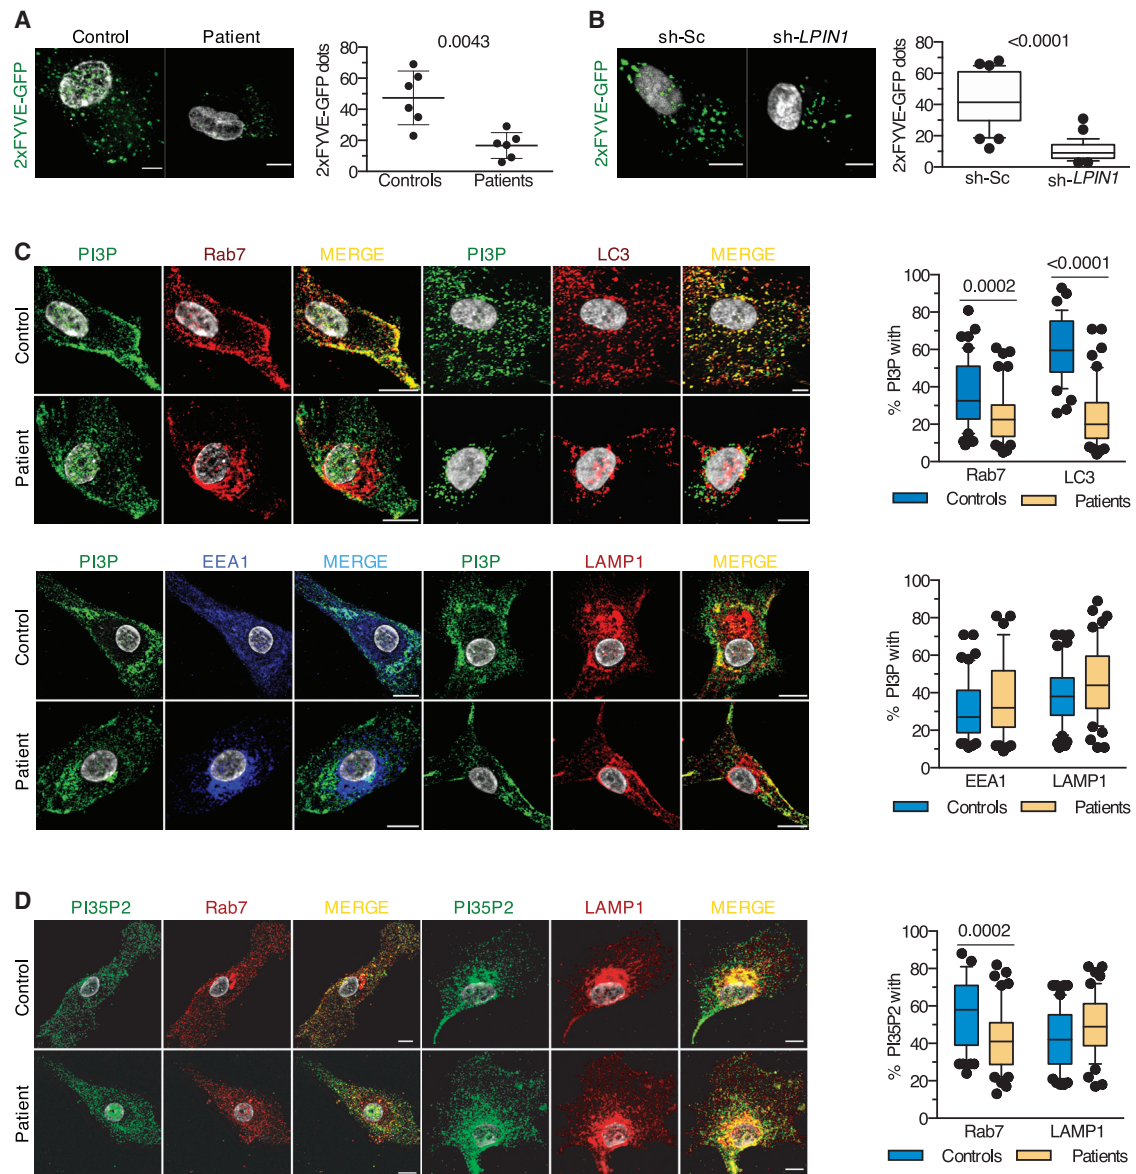 A
Control
Patient
2xFYVE-GFP
2xFYVE-GFP dots
80
60
40
20
0
0.0043
Controls
Patients
B
sh-Sc
sh-LPIN1
2xFYVE-GFP
2xFYVE-GFP dots
80
60
40
20
0
<0.0001
sh-Sc
sh-LPIN1
C
PI3P
Rab7
MERGE
PI3P
LC3
MERGE
Control
Patient
% PI3P with
100
80
60
40
20
0
0.0002
<0.0001
Rab7
LC3
Controls
Patients
PI3P
EEA1
MERGE
PI3P
LAMP1
MERGE
Control
Patient
% PI3P with
100
80
60
40
20
0
EEA1
LAMP1
Controls
Patients
D
PI35P2
Rab7
MERGE
PI35P2
LAMP1
MERGE
Control
Patient
% PI35P2 with
100
80
60
40
20
0
0.0002
Rab7
LAMP1
Controls
Patients